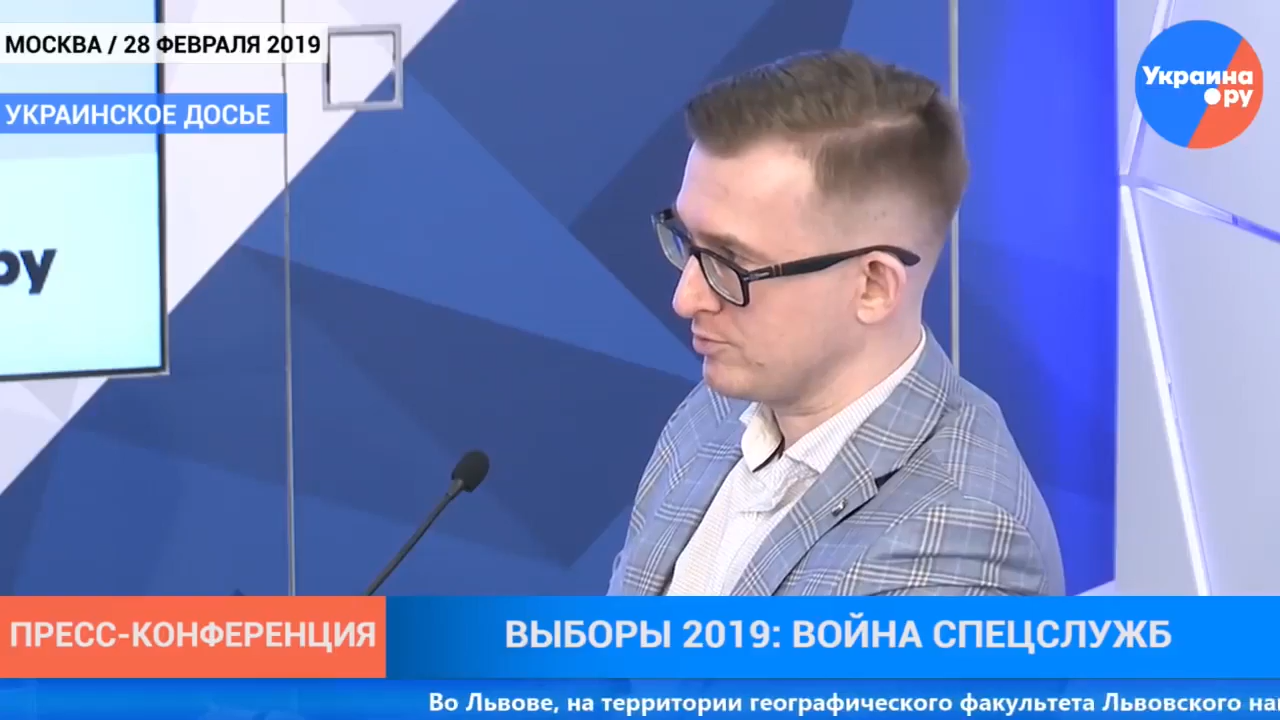 МОСКВА / 28 ФЕВРАЛЯ 2019
УКРАИНСКОЕ ДОСЬЕ
Украина
.ру
ру
ПРЕСС-КОНФЕРЕНЦИЯ
ВЫБОРЫ 2019: ВОЙНА СПЕЦСЛУЖБ
Во Львове, на территории географического факультета Львовского на